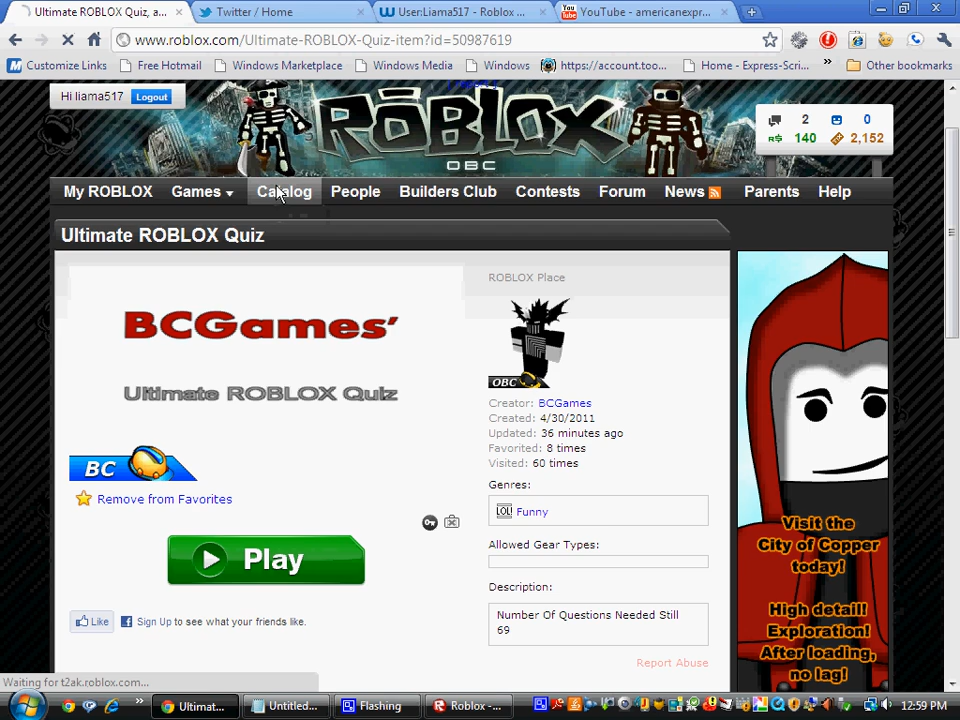 Ultimate ROBLOX Quiz, a...
Twitter / Home
User:Liama517 - Roblox ...
YouTube - americanexpr...
www.roblox.com/Ultimate-ROBLOX-Quiz-item?id=50987619
Customize Links
Free Hotmail
Windows Marketplace
Windows Media
Windows
https://account.too...
Home - Express-Scri...
Other bookmarks
Hi liama517
Logout
ROBLOX
OBC
2
0
R$
140
2,152
My ROBLOX
Games
Catalog
People
Builders Club
Contests
Forum
News
Parents
Help
Ultimate ROBLOX Quiz
BCGames'
Ultimate ROBLOX Quiz
BC
Remove from Favorites
Play
Like
Sign Up to see what your friends like.
ROBLOX Place
OBC
Creator: BCGames
Created: 4/30/2011
Updated: 36 minutes ago
Favorited: 8 times
Visited: 60 times
Genres:
LOL! Funny
Allowed Gear Types:
Description:
Number Of Questions Needed Still
69
Report Abuse
Visit the
City of Copper
today!
High detail!
Exploration!
After loading,
no lag!
Waiting for t2ak.roblox.com...
Ultimat...
Untitled...
Flashing
Roblox -...
12:59 PM